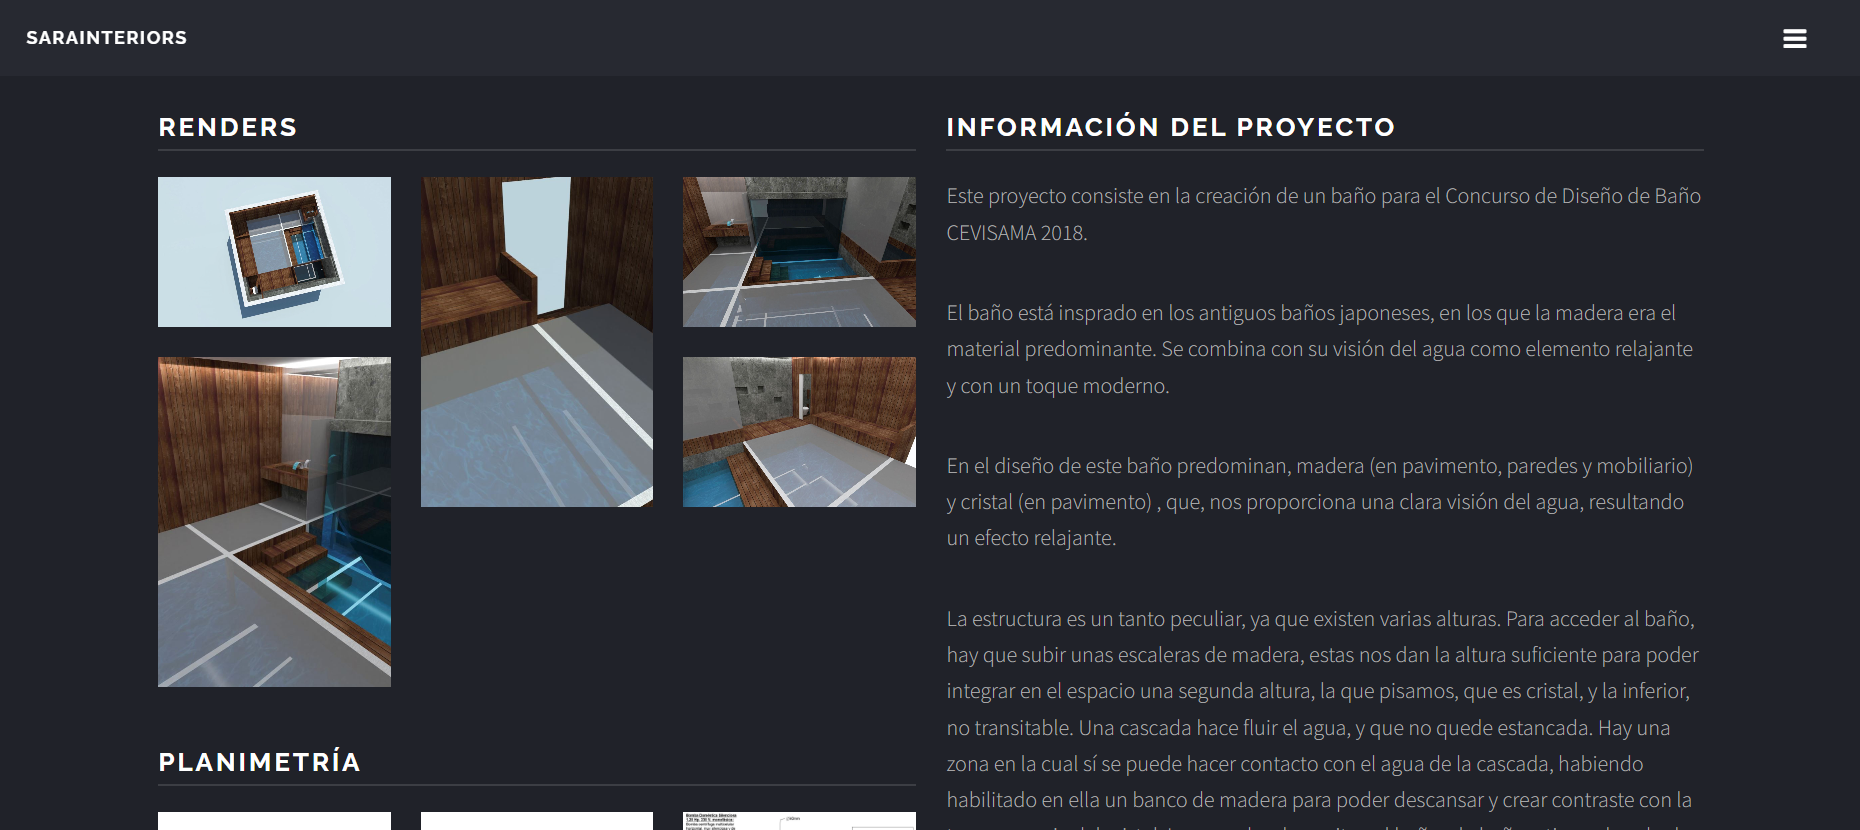 SARAINTERIORS
RENDERS
PLANIMETRÍA
INFORMACIÓN DEL PROYECTO
Este proyecto consiste en la creación de un baño para el Concurso de Diseño de Baño
CEVISAMA 2018.
El baño está insprado en los antiguos baños japoneses, en los que la madera era el
material predominante. Se combina con su visión del agua como elemento relajante
y con un toque moderno.
En el diseño de este baño predominan, madera (en pavimento, paredes y mobiliario)
y cristal (en pavimento) , que, nos proporciona una clara visión del agua, resultando
un efecto relajante.
La estructura es un tanto peculiar, ya que existen varias alturas. Para acceder al baño,
hay que subir unas escaleras de madera, estas nos dan la altura suficiente para poder
integrar en el espacio una segunda altura, la que pisamos, que es cristal, y la inferior,
no transitable. Una cascada hace fluir el agua, y que no quede estancada. Hay una
zona en la cual sí se puede hacer contacto con el agua de la cascada, habiendo
habilitado en ella un banco de madera para poder descansar y crear contraste con la